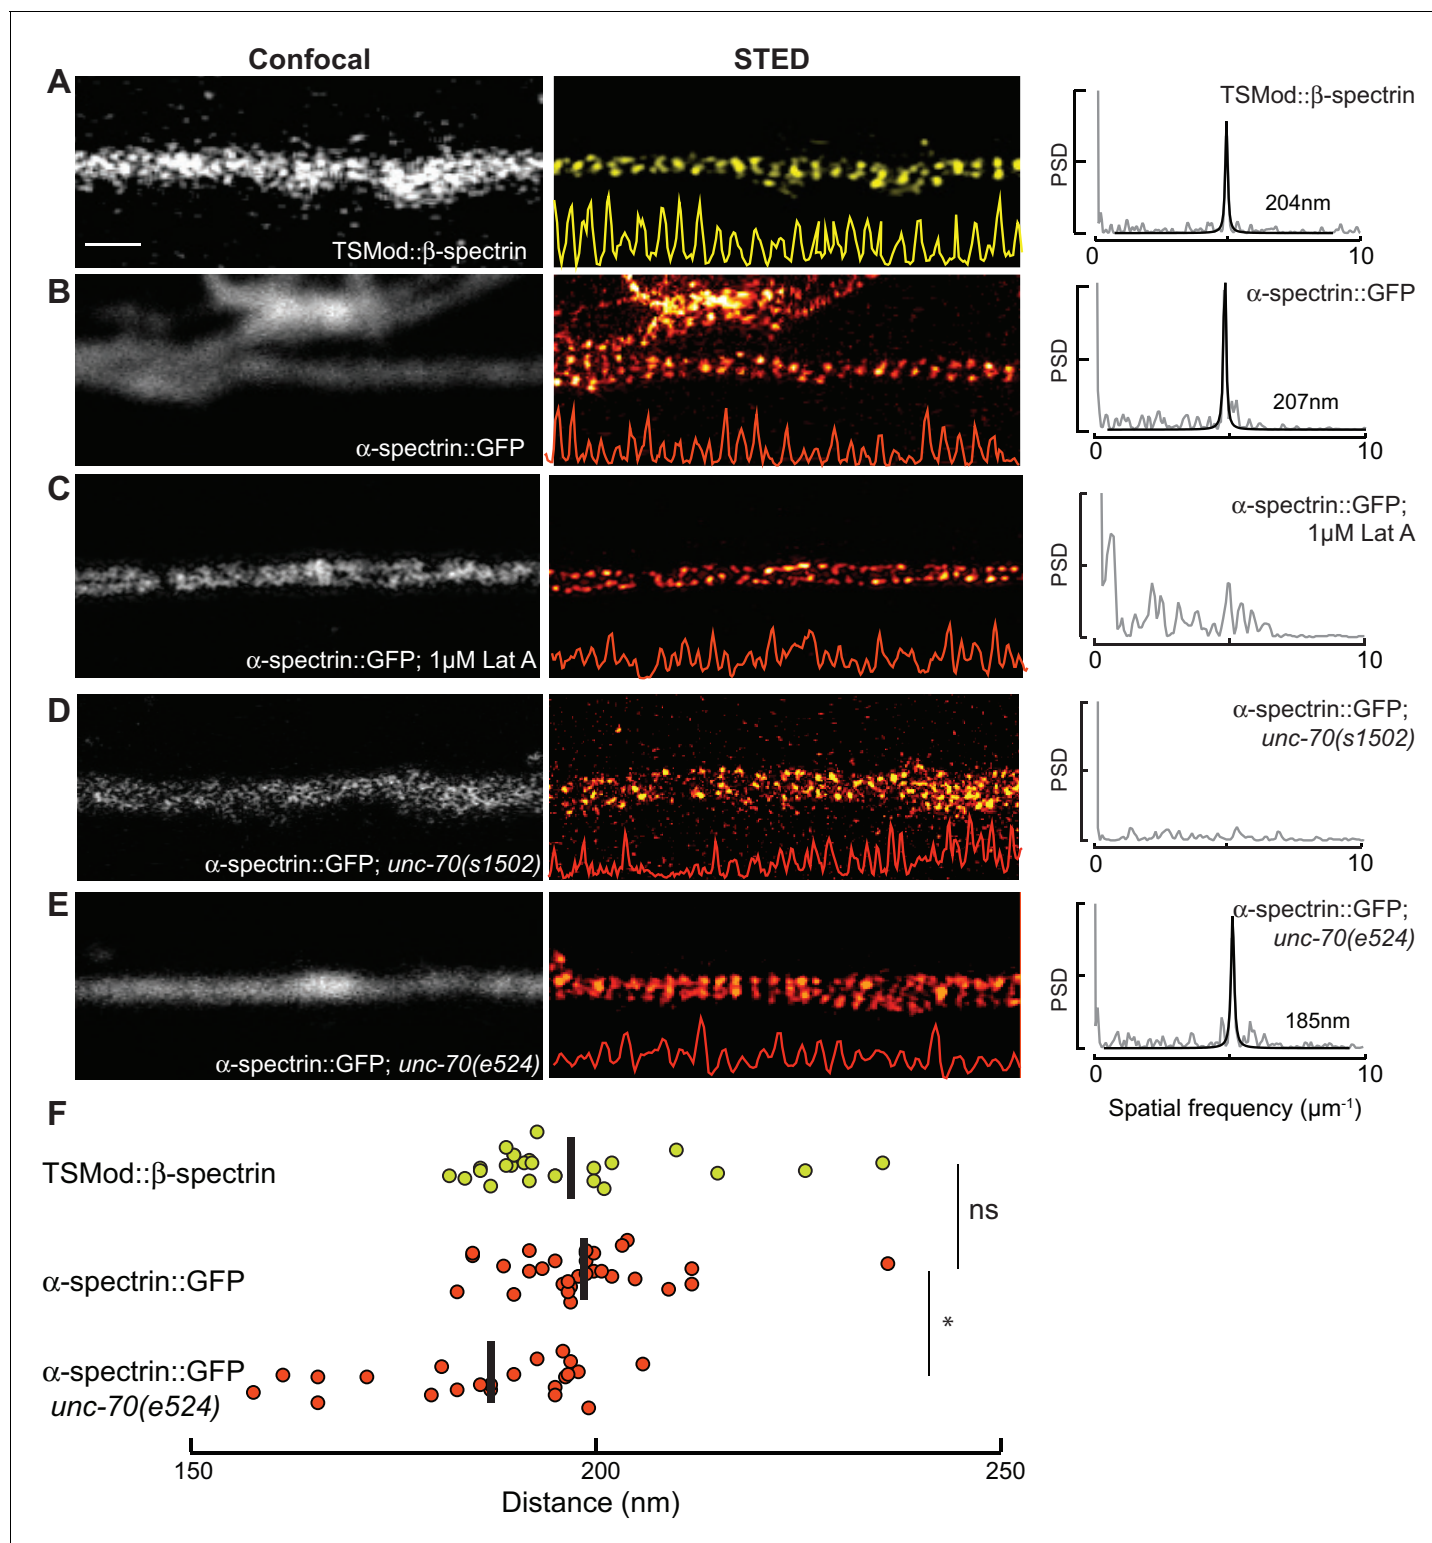 Confocal
STED
A
TSMod::β-spectrin
TSMod::β-spectrin
PSD
204nm
0
10
B
α-spectrin::GFP
α-spectrin::GFP
PSD
207nm
0
10
C
α-spectrin::GFP; 1µM Lat A
α-spectrin::GFP;
1µM Lat A
PSD
0
10
D
α-spectrin::GFP; unc-70(s1502)
α-spectrin::GFP;
unc-70(s1502)
PSD
0
10
E
α-spectrin::GFP; unc-70(e524)
α-spectrin::GFP;
unc-70(e524)
PSD
185nm
0
10
Spatial frequency (µm⁻¹)
F
TSMod::β-spectrin
ns
α-spectrin::GFP
*
α-spectrin::GFP
unc-70(e524)
150
200
250
Distance (nm)